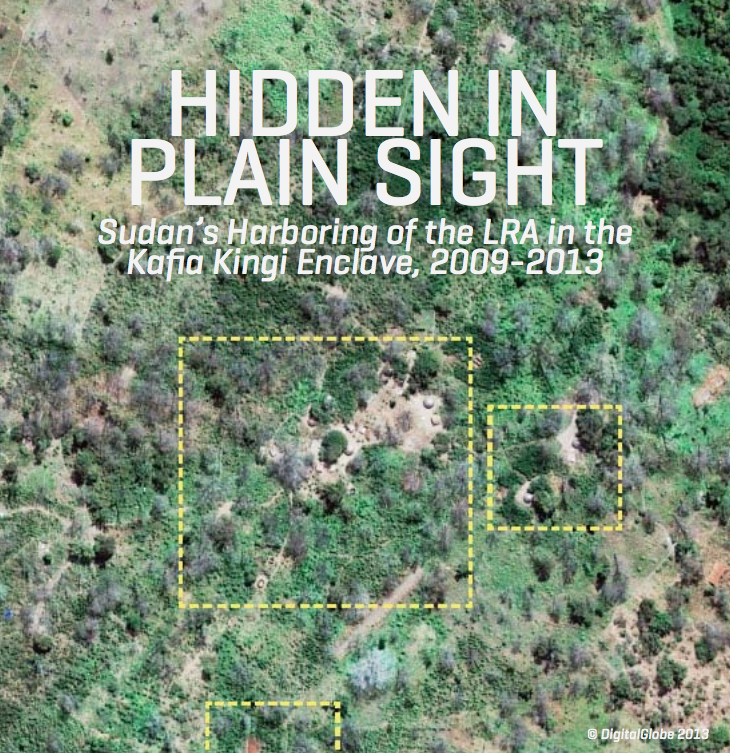 HIDDEN IN
PLAIN SIGHT
Sudan's Harboring of the LRA in the
Kafia Kingi Enclave, 2009-2013
© DigitalGlobe 2013